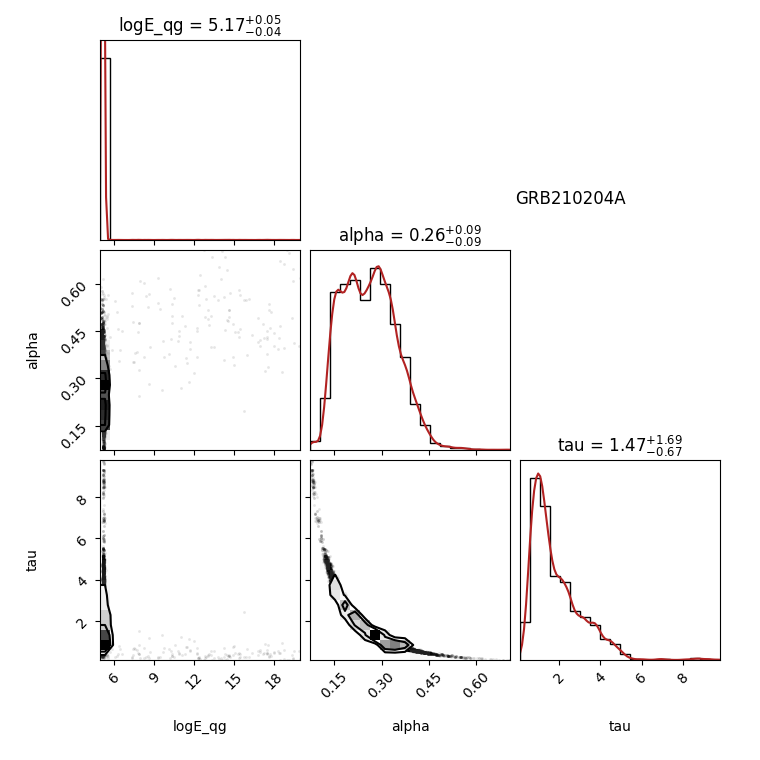 logE_qg = 5.17+0.05−0.04
GRB210204A
alpha = 0.26+0.09−0.09
0.60
0.45
0.30
0.15
alpha
tau = 1.47+1.69−0.67
8
6
4
2
tau
6 9 12 15 18
0.15 0.30 0.45 0.60
2 4 6 8
logE_qg alpha tau